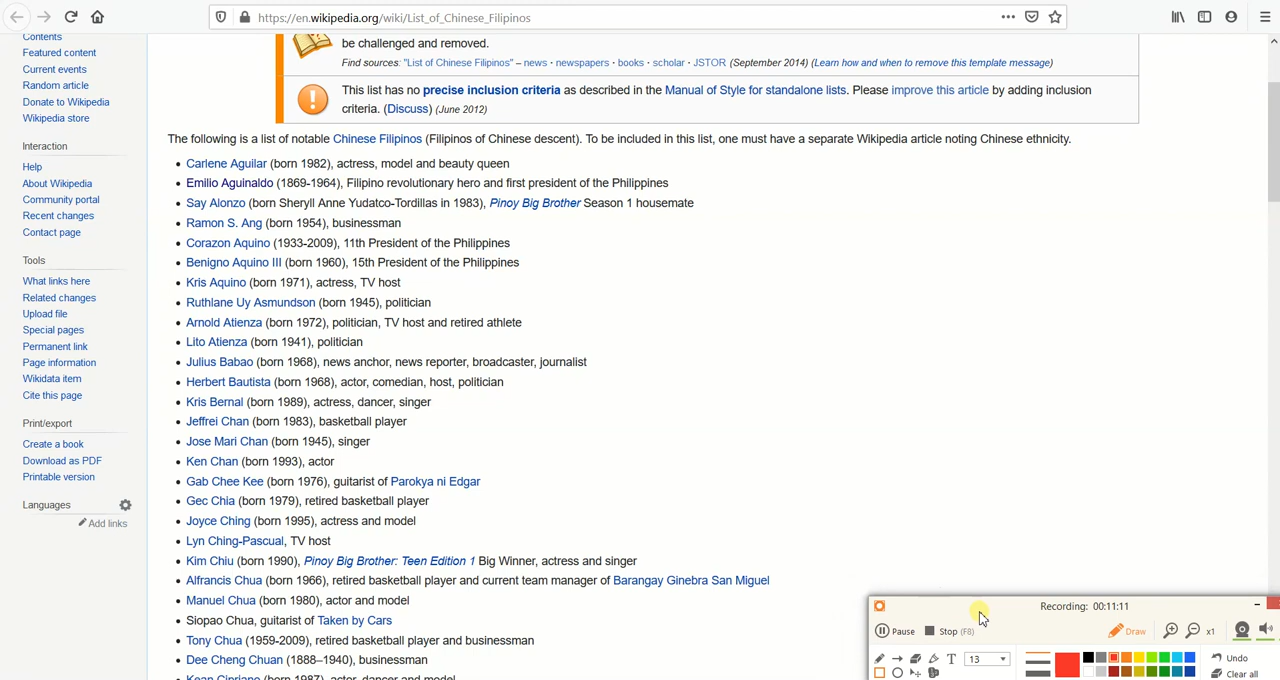 https://en.wikipedia.org/wiki/List_of_Chinese_Filipinos
Contents
Featured content
Current events
Random article
Donate to Wikipedia
Wikipedia store
Interaction
Help
About Wikipedia
Community portal
Recent changes
Contact page
Tools
What links here
Related changes
Upload file
Special pages
Permanent link
Page information
Wikidata item
Cite this page
Print/export
Create a book
Download as PDF
Printable version
Languages
Add links
be challenged and removed.
Find sources: "List of Chinese Filipinos" – news · newspapers · books · scholar · JSTOR (September 2014) (Learn how and when to remove this template message)
This list has no precise inclusion criteria as described in the Manual of Style for standalone lists. Please improve this article by adding inclusion
criteria. (Discuss) (June 2012)
The following is a list of notable Chinese Filipinos (Filipinos of Chinese descent). To be included in this list, one must have a separate Wikipedia article noting Chinese ethnicity.
• Carlene Aguilar (born 1982), actress, model and beauty queen
• Emilio Aguinaldo (1869-1964), Filipino revolutionary hero and first president of the Philippines
• Say Alonzo (born Sheryll Anne Yudatco-Tordillas in 1983), Pinoy Big Brother Season 1 housemate
• Ramon S. Ang (born 1954), businessman
• Corazon Aquino (1933-2009), 11th President of the Philippines
• Benigno Aquino III (born 1960), 15th President of the Philippines
• Kris Aquino (born 1971), actress, TV host
• Ruthlane Uy Asmundson (born 1945), politician
• Arnold Atienza (born 1972), politician, TV host and retired athlete
• Lito Atienza (born 1941), politician
• Julius Babao (born 1968), news anchor, news reporter, broadcaster, journalist
• Herbert Bautista (born 1968), actor, comedian, host, politician
• Kris Bernal (born 1989), actress, dancer, singer
• Jeffrei Chan (born 1983), basketball player
• Jose Mari Chan (born 1945), singer
• Ken Chan (born 1993), actor
• Gab Chee Kee (born 1976), guitarist of Parokya ni Edgar
• Gec Chia (born 1979), retired basketball player
• Joyce Ching (born 1995), actress and model
• Lyn Ching-Pascual, TV host
• Kim Chiu (born 1990), Pinoy Big Brother: Teen Edition 1 Big Winner, actress and singer
• Alfrancis Chua (born 1966), retired basketball player and current team manager of Barangay Ginebra San Miguel
• Manuel Chua (born 1980), actor and model
• Siopao Chua, guitarist of Taken by Cars
• Tony Chua (1959-2009), retired basketball player and businessman
• Dee Cheng Chuan (1888–1940), businessman
• Kean Cipriano (born 1987), actor, dancer and model
Recording: 00:11:11
Pause Stop (F8) Draw x1
T 13 Undo
Clear all